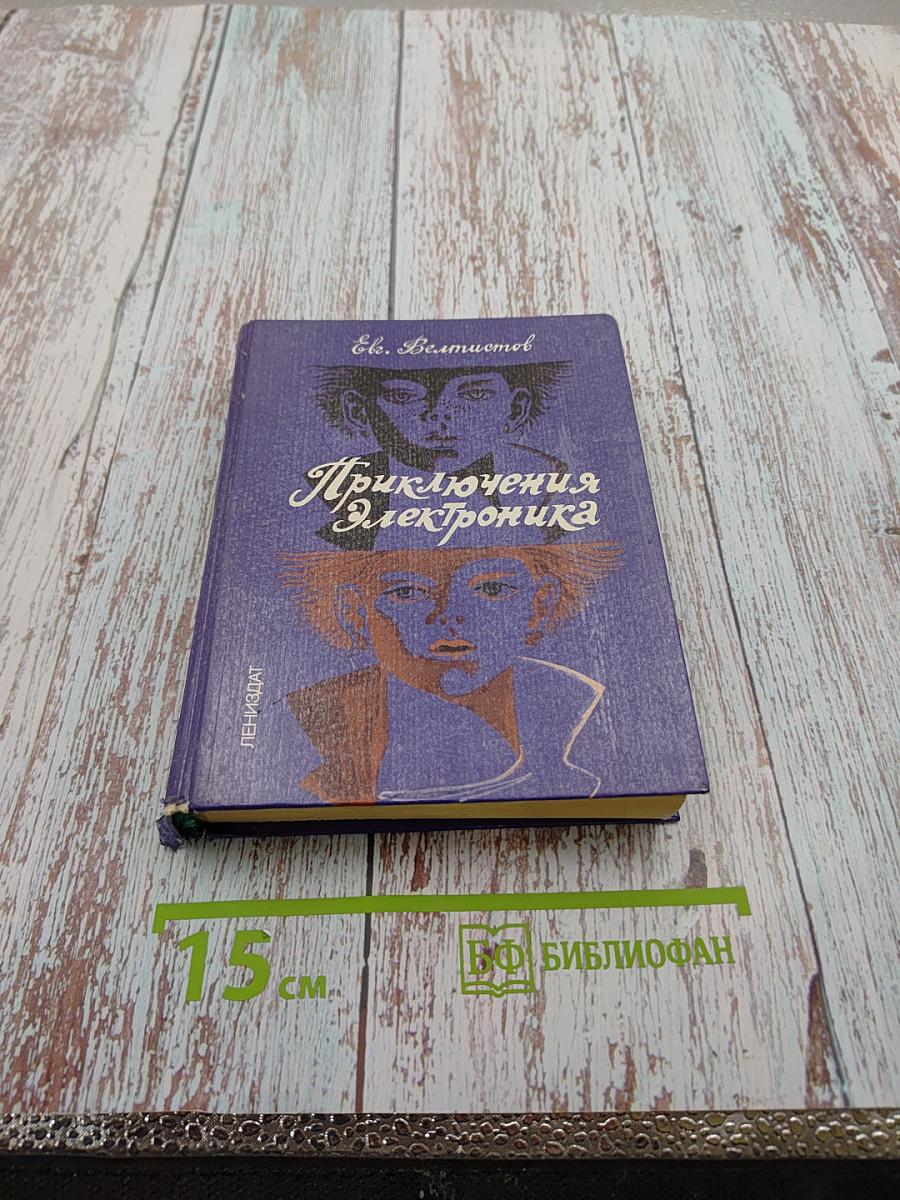 Евг. Велтистов
Приключения
Электроника
ЛЕНИЗДАТ
15 см
БФ БИБЛИОФАН